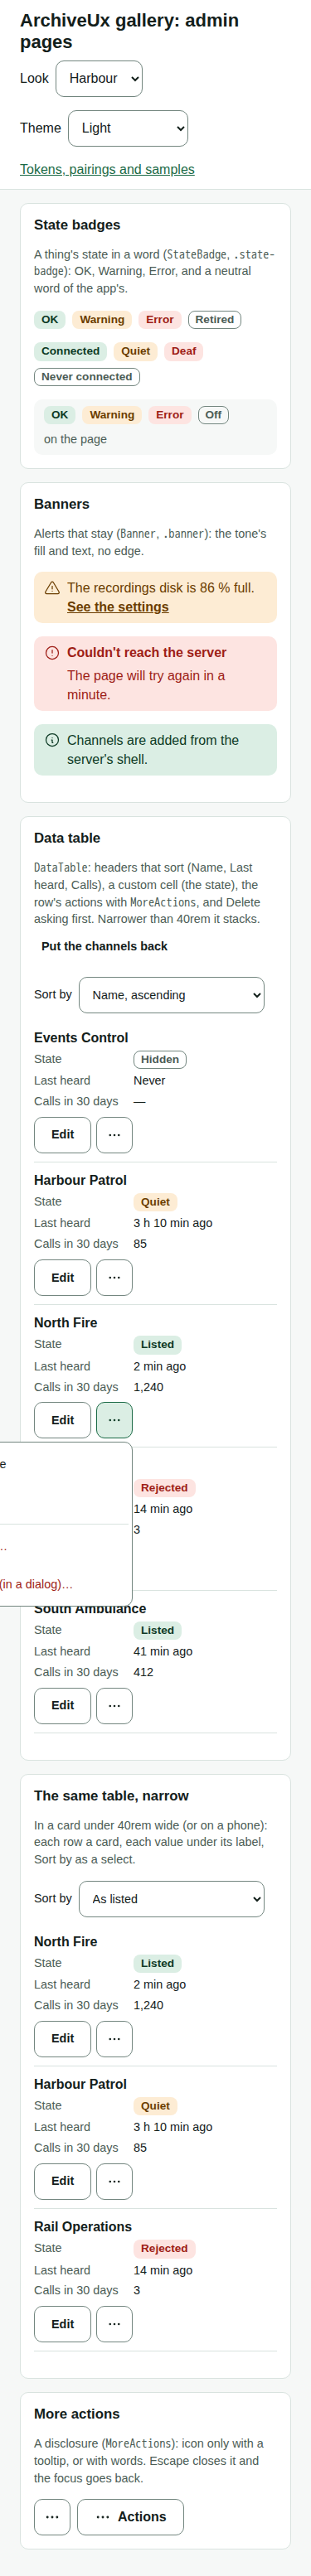 ArchiveUx gallery: admin
pages
Look Harbour
Theme Light
Tokens, pairings and samples
State badges
A thing's state in a word (StateBadge, .state-
badge): OK, Warning, Error, and a neutral
word of the app's.
OK Warning Error Retired
Connected Quiet Deaf
Never connected
OK Warning Error Off
on the page
Banners
Alerts that stay (Banner, .banner): the tone's
fill and text, no edge.
The recordings disk is 86 % full.
See the settings
Couldn't reach the server
The page will try again in a
minute.
Channels are added from the
server's shell.
Data table
DataTable: headers that sort (Name, Last
heard, Calls), a custom cell (the state), the
row's actions with MoreActions, and Delete
asking first. Narrower than 40rem it stacks.
Put the channels back
Sort by Name, ascending
Events Control
State Hidden
Last heard Never
Calls in 30 days —
Edit ···
Harbour Patrol
State Quiet
Last heard 3 h 10 min ago
Calls in 30 days 85
Edit ···
North Fire
State Listed
Last heard 2 min ago
Calls in 30 days 1,240
Edit ···
e
Rejected
14 min ago
…
3
(in a dialog)…
South Ambulance
State Listed
Last heard 41 min ago
Calls in 30 days 412
Edit ···
The same table, narrow
In a card under 40rem wide (or on a phone):
each row a card, each value under its label,
Sort by as a select.
Sort by As listed
North Fire
State Listed
Last heard 2 min ago
Calls in 30 days 1,240
Edit ···
Harbour Patrol
State Quiet
Last heard 3 h 10 min ago
Calls in 30 days 85
Edit ···
Rail Operations
State Rejected
Last heard 14 min ago
Calls in 30 days 3
Edit ···
More actions
A disclosure (MoreActions): icon only with a
tooltip, or with words. Escape closes it and
the focus goes back.
··· ··· Actions